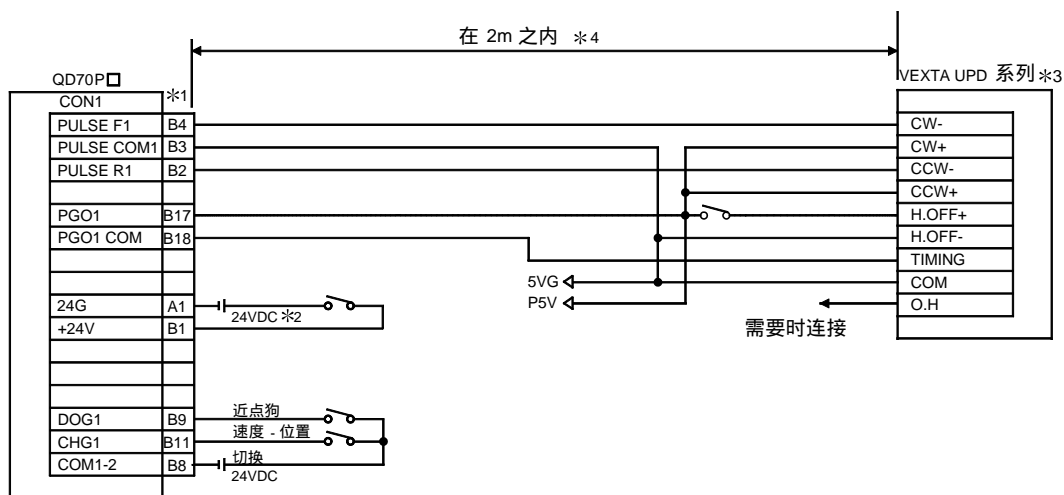 在 2m 之内 ＊4
QD70P□
VEXTA UPD 系列＊3
CON1 ＊1
PULSE F1 B4 CW-
PULSE COM1 B3 CW+
PULSE R1 B2 CCW-
CCW+
PGO1 B17 H.OFF+
PGO1 COM B18 H.OFF-
TIMING
5VG COM
24G A1 P5V O.H
24VDC＊2
+24V B1
需要时连接
近点狗
DOG1 B9
速度 - 位置
CHG1 B11
切换
COM1-2 B8
24VDC